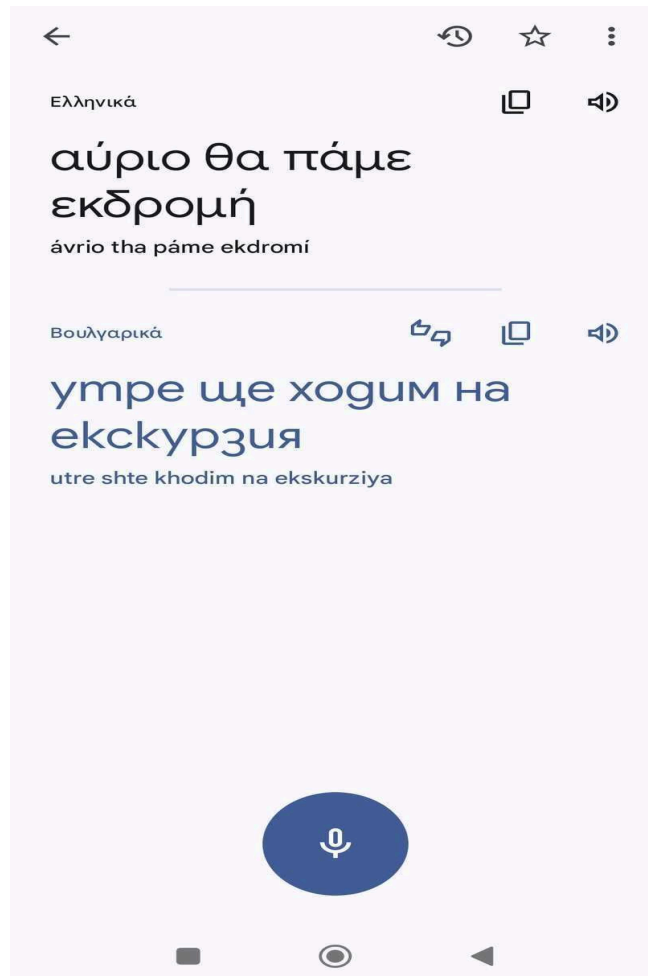 Ελληνικά
αύριο θα πάμε
εκδρομή
ávrio tha páme ekdromí
Βουλγαρικά
утре ще ходим на
екскурзия
utre shte khodim na ekskurziya